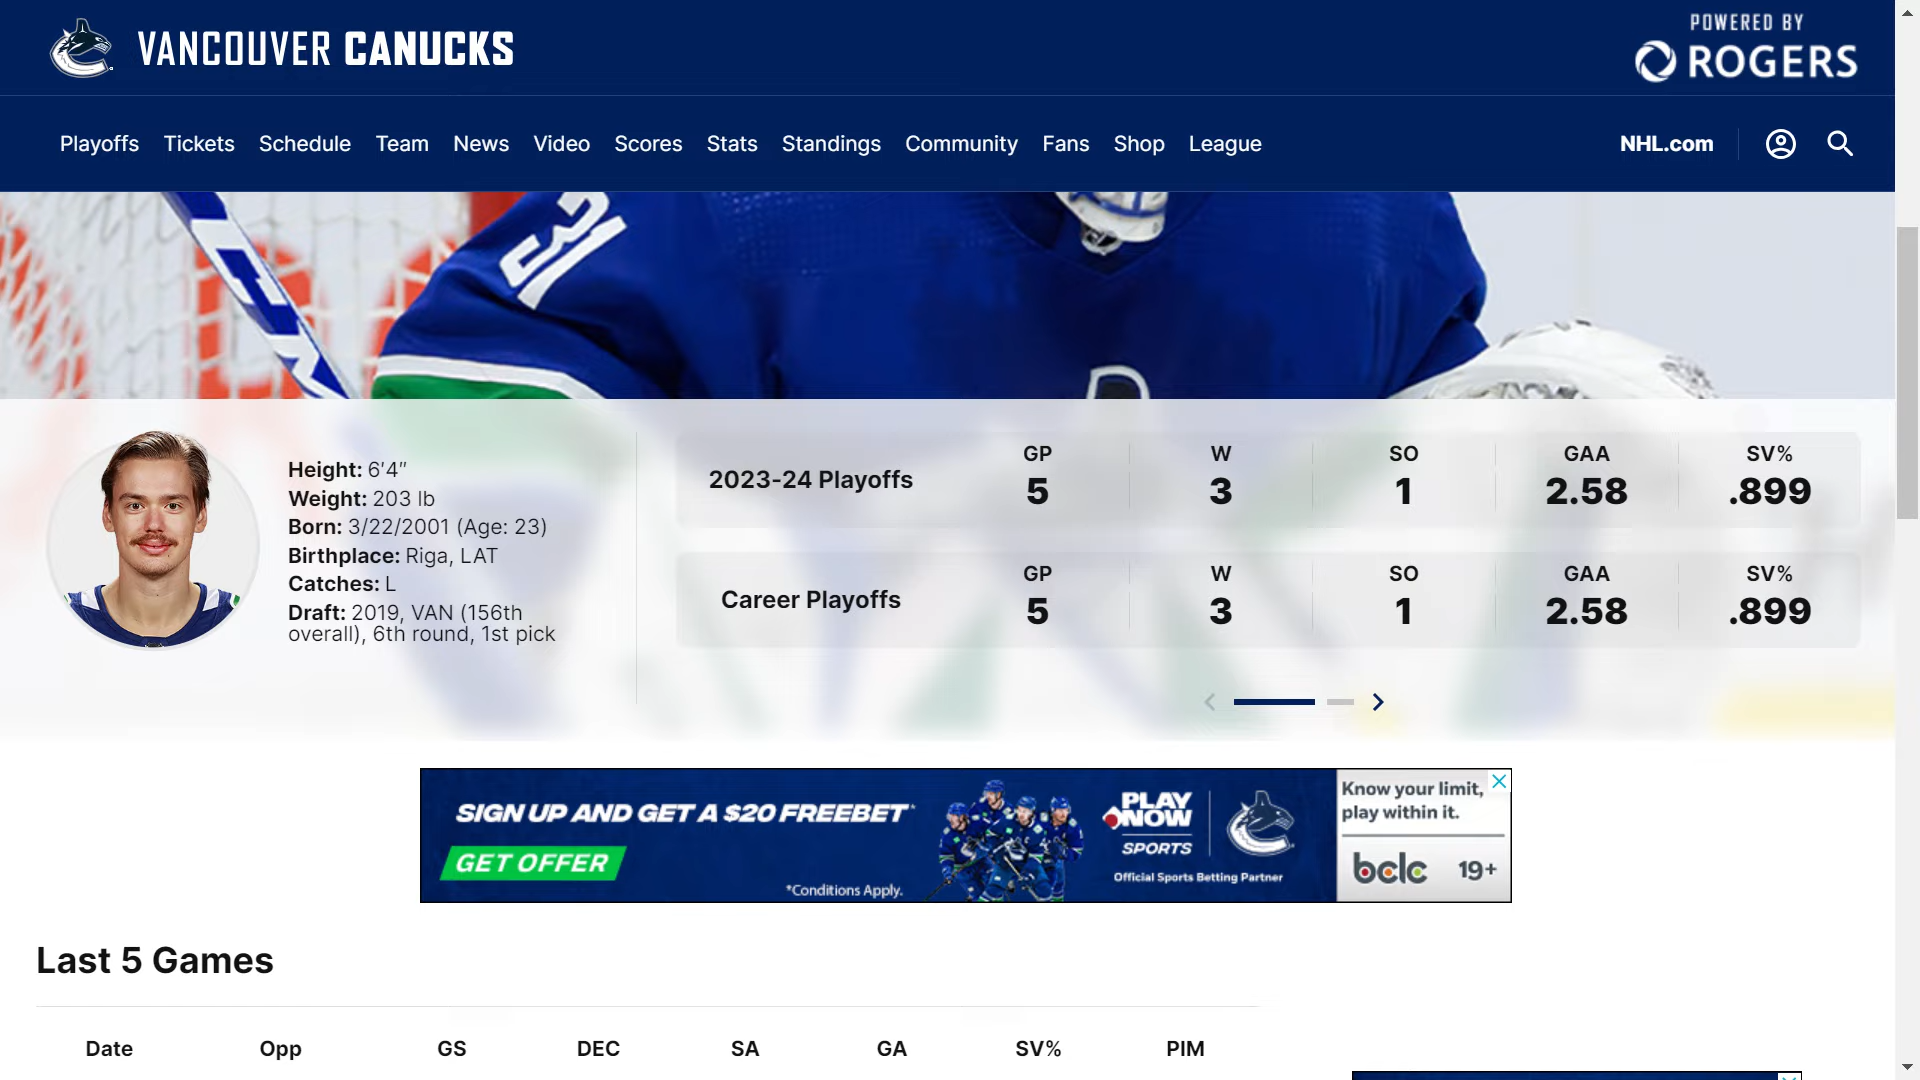 VANCOUVER CANUCKS
POWERED BY
ROGERS
Playoffs Tickets Schedule Team News Video Scores Stats Standings Community Fans Shop League
NHL.com
31
CCM
Height: 6'4"
Weight: 203 lb
Born: 3/22/2001 (Age: 23)
Birthplace: Riga, LAT
Catches: L
Draft: 2019, VAN (156th
overall), 6th round, 1st pick
2023-24 Playoffs
GP W SO GAA SV%
5 3 1 2.58 .899
Career Playoffs
GP W SO GAA SV%
5 3 1 2.58 .899
SIGN UP AND GET A $20 FREEBET*
GET OFFER
*Conditions Apply.
PLAY
NOW
SPORTS
Official Sports Betting Partner
Know your limit,
play within it.
bclc 19+
Last 5 Games
Date Opp GS DEC SA GA SV% PIM